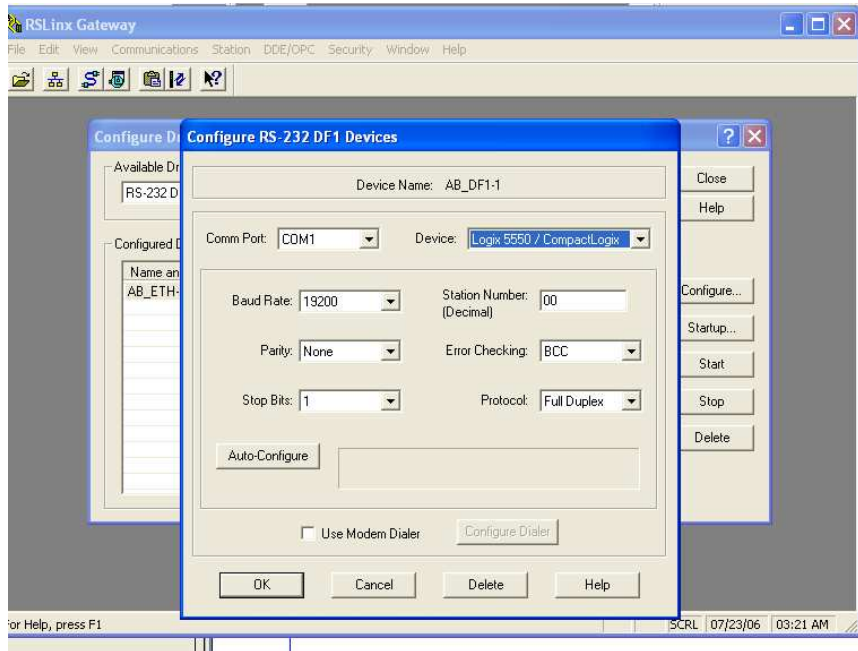 RSLinx Gateway
File Edit View Communications Station DDE/OPC Security Window Help
Configure Dr
Configure RS-232 DF1 Devices
Available Dr
RS-232 D
Configured D
Name an
AB_ETH-
Device Name: AB_DF1-1
Comm Port: COM1 Device: Logix 5550 / CompactLogix
Baud Rate: 19200 Station Number: 00
(Decimal)
Parity: None Error Checking: BCC
Stop Bits: 1 Protocol: Full Duplex
Auto-Configure
Use Modem Dialer Configure Dialer
OK Cancel Delete Help
Close
Help
Configure...
Startup...
Start
Stop
Delete
For Help, press F1 SCRL 07/23/06 03:21 AM